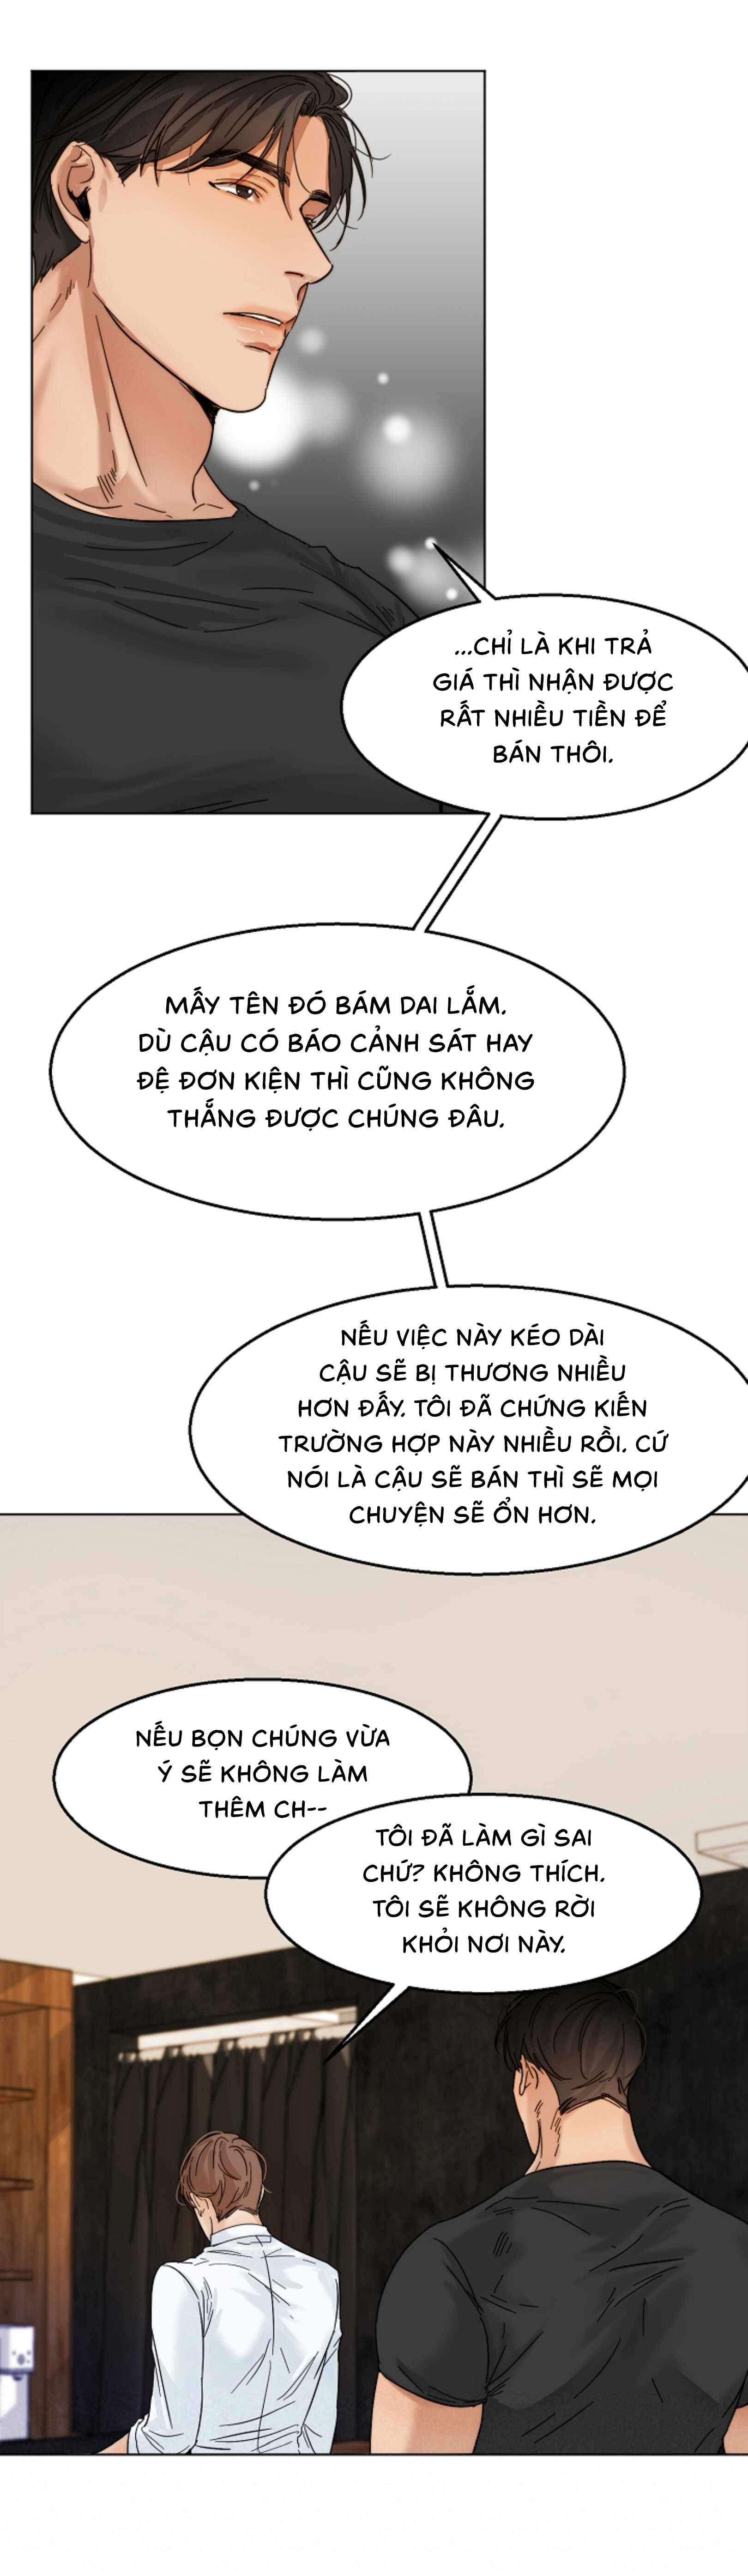 ...CHỈ LÀ KHI TRẢ
GIÁ THÌ NHẬN ĐƯỢC
RẤT NHIỀU TIỀN ĐỂ
BÁN THÔI.
MẤY TÊN ĐÓ BÁM DAI LẮM.
DÙ CẬU CÓ BÁO CẢNH SÁT HAY
ĐỆ ĐƠN KIỆN THÌ CŨNG KHÔNG
THẮNG ĐƯỢC CHÚNG ĐÂU.
NẾU VIỆC NÀY KÉO DÀI
CẬU SẼ BỊ THƯƠNG NHIỀU
HƠN ĐẤY. TÔI ĐÃ CHỨNG KIẾN
TRƯỜNG HỢP NÀY NHIỀU RỒI. CỨ
NÓI LÀ CẬU SẼ BÁN THÌ SẼ MỌI
CHUYỆN SẼ ỔN HƠN.
NẾU BỌN CHÚNG VỪA
Ý SẼ KHÔNG LÀM
THÊM CH--
TÔI ĐÃ LÀM GÌ SAI
CHỨ? KHÔNG THÍCH.
TÔI SẼ KHÔNG RỜI
KHỎI NƠI NÀY.